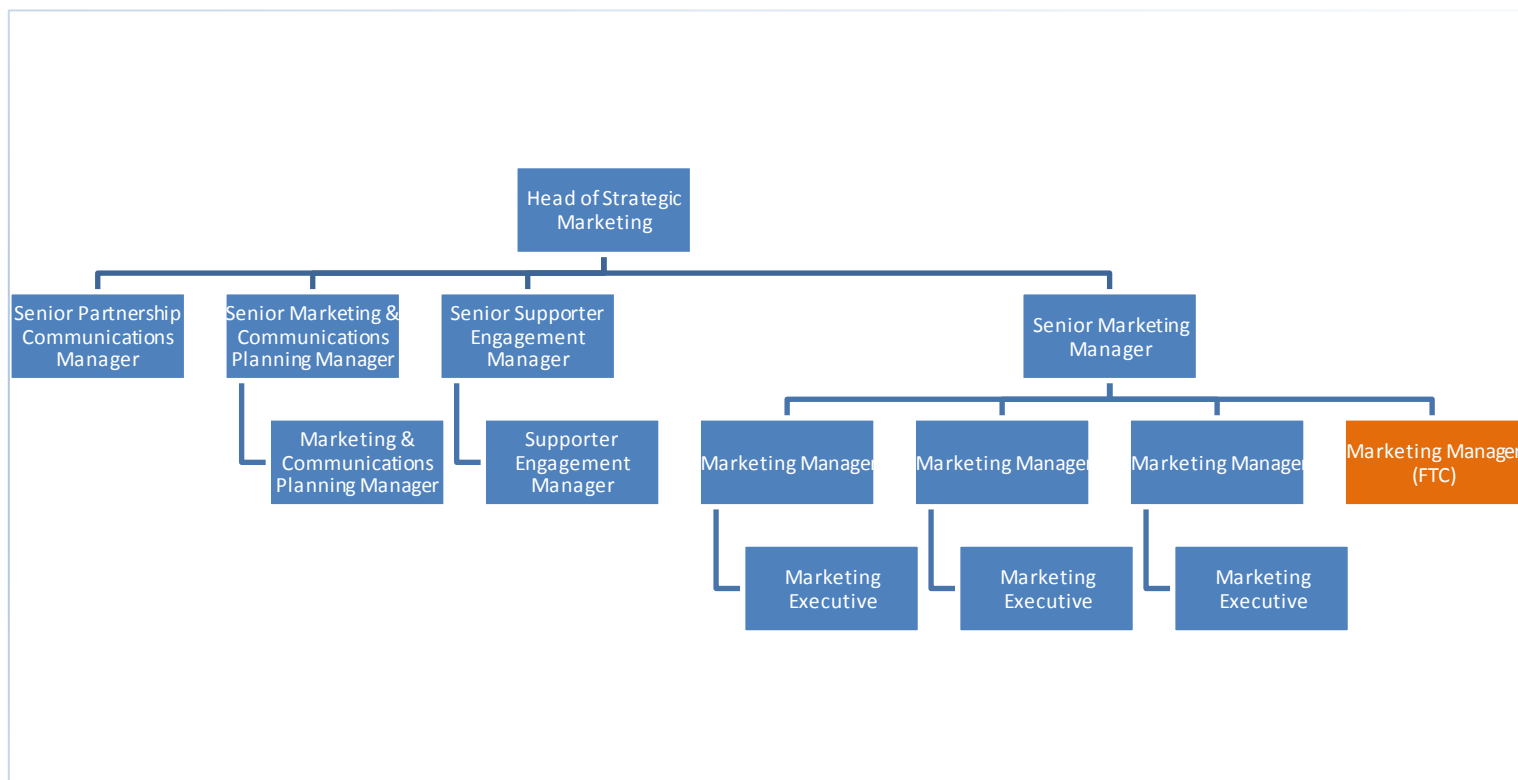 Head of Strategic
Marketing
Senior Partnership
Communications
Manager
Senior Marketing &
Communications
Planning Manager
Senior Supporter
Engagement
Manager
Senior Marketing
Manager
Marketing &
Communications
Planning Manager
Supporter
Engagement
Manager
Marketing Manager
Marketing Manager
Marketing Manager
Marketing Manager
(FTC)
Marketing
Executive
Marketing
Executive
Marketing
Executive